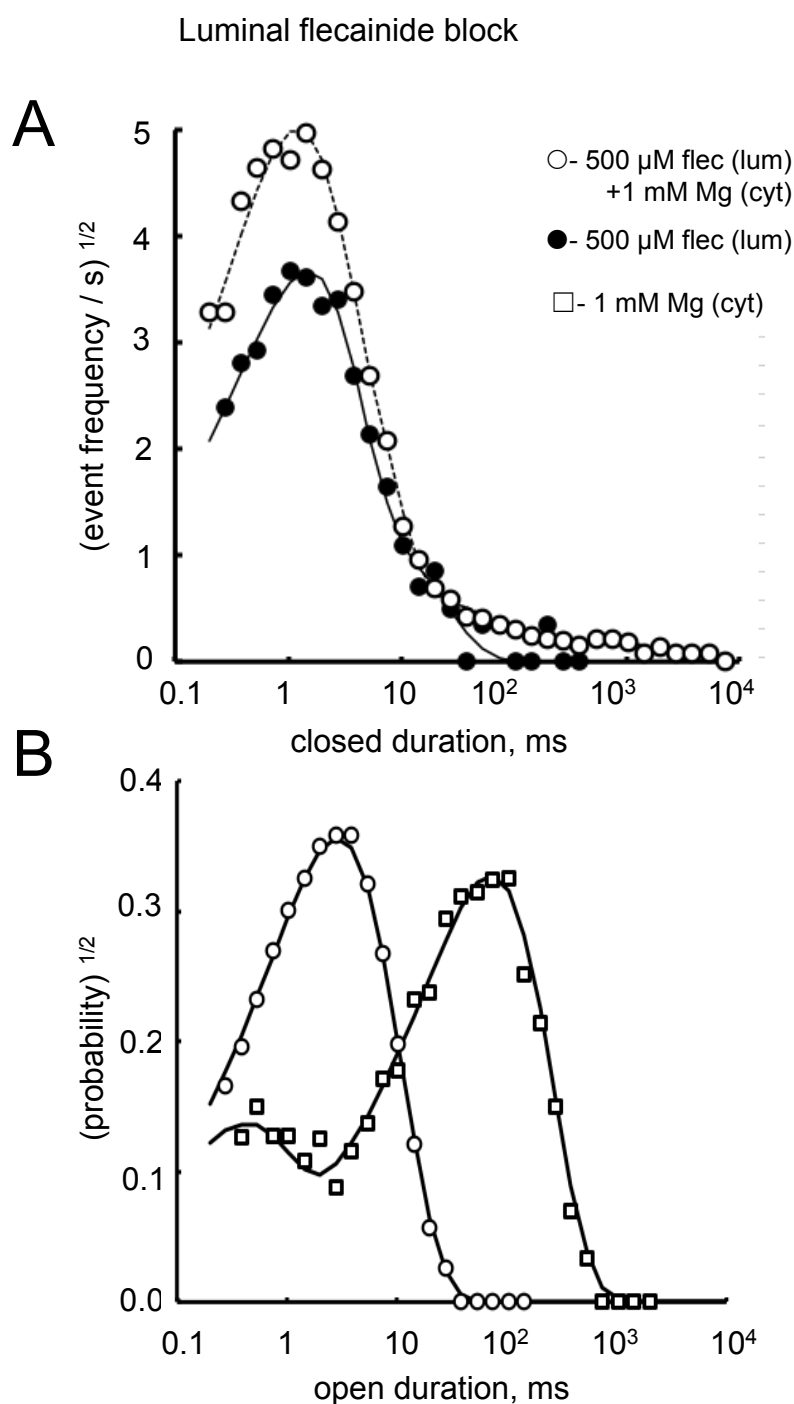 Luminal flecainide block
A
5
4
3
2
1
0
(event frequency / s) 1/2
○- 500 µM flec (lum)
+1 mM Mg (cyt)
●- 500 µM flec (lum)
□- 1 mM Mg (cyt)
0.1 1 10 10² 10³ 10⁴
closed duration, ms
B
0.4
0.3
0.2
0.1
0.0
(probability) 1/2
0.1 1 10 10² 10³ 10⁴
open duration, ms